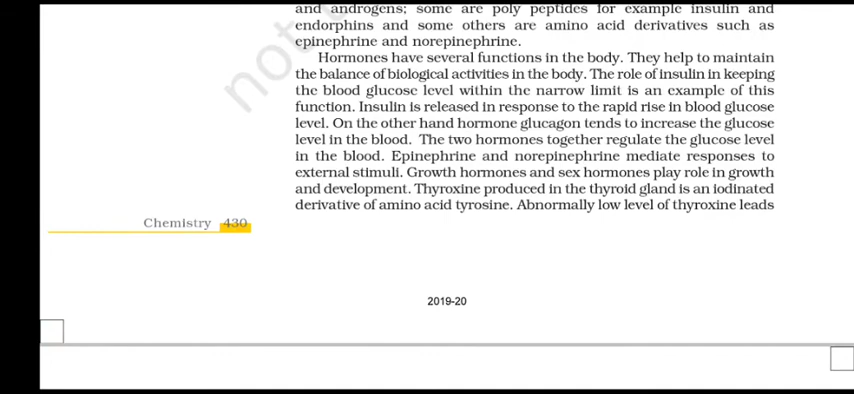 and androgens; some are poly peptides for example insulin and
endorphins and some others are amino acid derivatives such as
epinephrine and norepinephrine.
Hormones have several functions in the body. They help to maintain
the balance of biological activities in the body. The role of insulin in keeping
the blood glucose level within the narrow limit is an example of this
function. Insulin is released in response to the rapid rise in blood glucose
level. On the other hand hormone glucagon tends to increase the glucose
level in the blood. The two hormones together regulate the glucose level
in the blood. Epinephrine and norepinephrine mediate responses to
external stimuli. Growth hormones and sex hormones play role in growth
and development. Thyroxine produced in the thyroid gland is an iodinated
derivative of amino acid tyrosine. Abnormally low level of thyroxine leads
Chemistry 430
2019-20
not